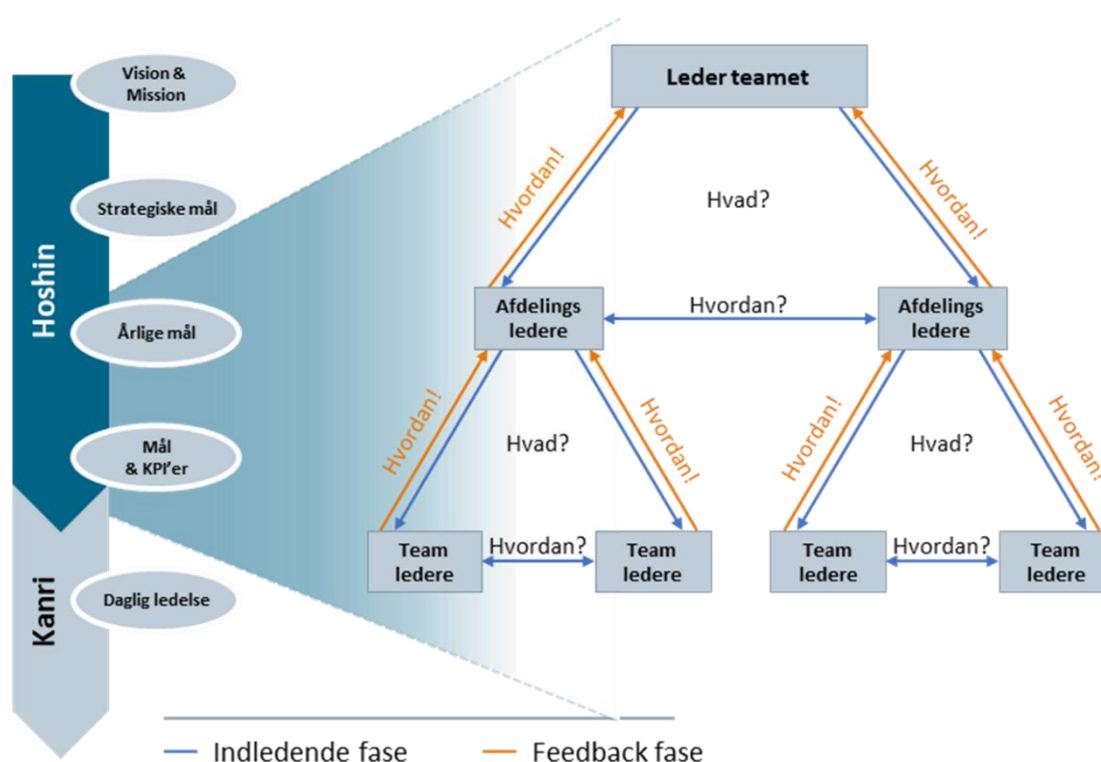 Hoshin
Kanri
Vision &
Mission
Strategiske mål
Årlige mål
Mål
& KPI'er
Daglig ledelse
Leder teamet
Hvordan!
Hvad?
Hvordan!
Afdelings
ledere
Hvordan?
Afdelings
ledere
Hvordan!
Hvad?
Hvordan!
Hvordan!
Hvad?
Hvordan!
Team
ledere
Hvordan?
Team
ledere
Team
ledere
Hvordan?
Team
ledere
Indledende fase
Feedback fase